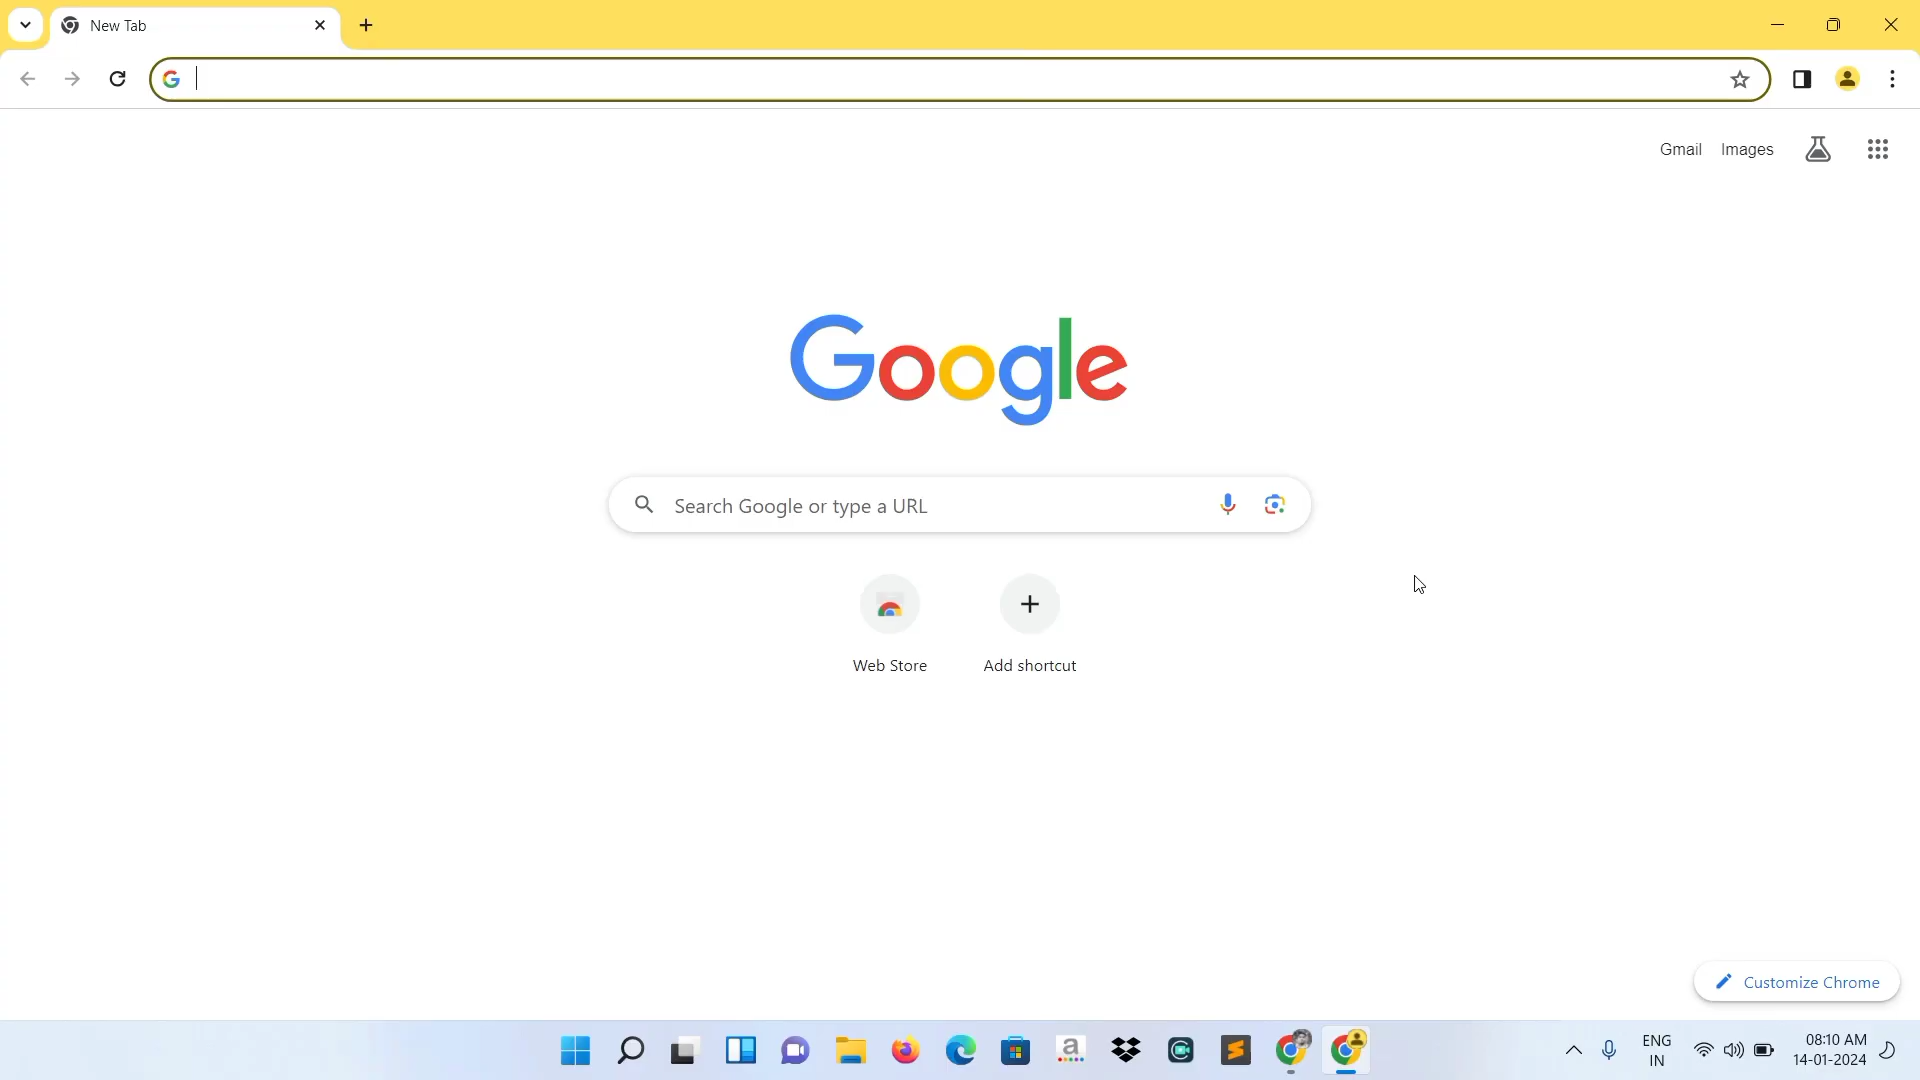 New Tab
Gmail Images
Google
Search Google or type a URL
Web Store Add shortcut
Customize Chrome
ENG
IN
08:10 AM
14-01-2024